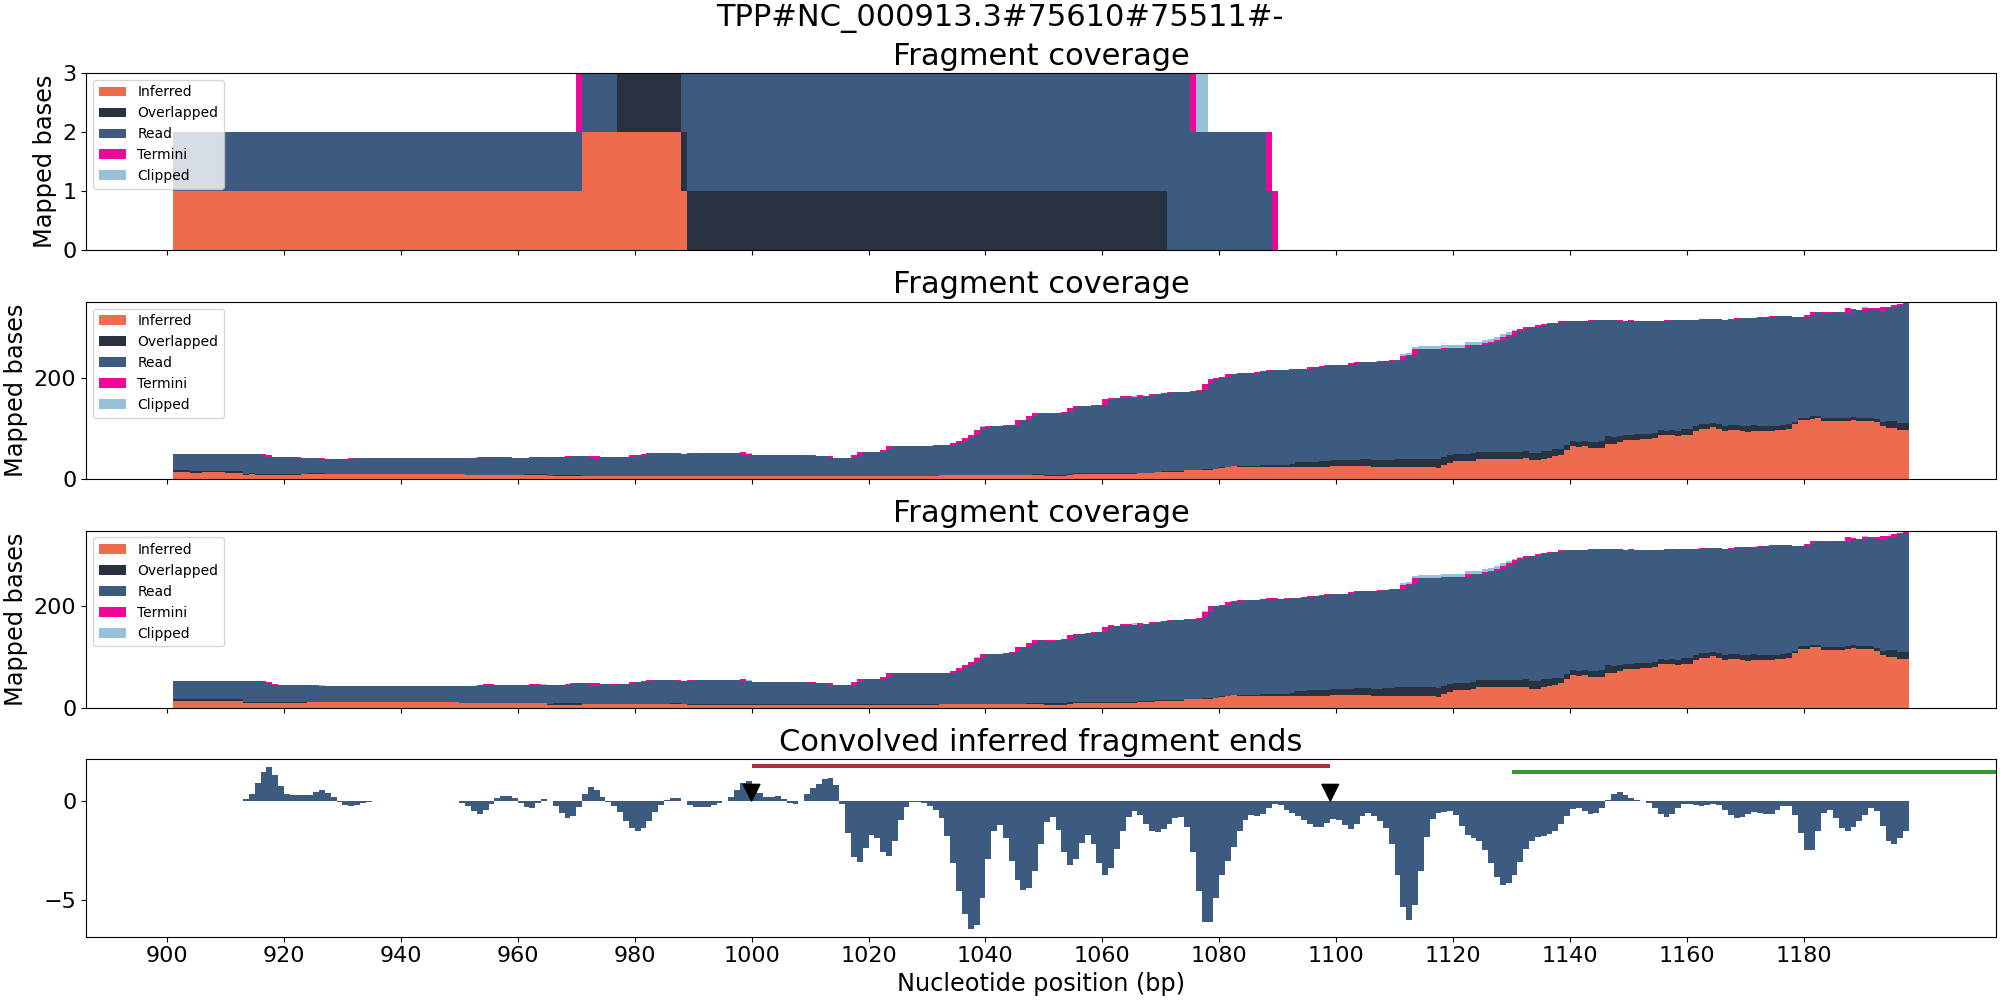 TPP#NC_000913.3#75610#75511#-
Fragment coverage
Mapped bases
3
2
1
0
Inferred
Overlapped
Read
Termini
Clipped
Fragment coverage
Mapped bases
200
0
Inferred
Overlapped
Read
Termini
Clipped
Fragment coverage
Mapped bases
200
0
Inferred
Overlapped
Read
Termini
Clipped
Convolved inferred fragment ends
0
−5
900 920 940 960 980 1000 1020 1040 1060 1080 1100 1120 1140 1160 1180
Nucleotide position (bp)